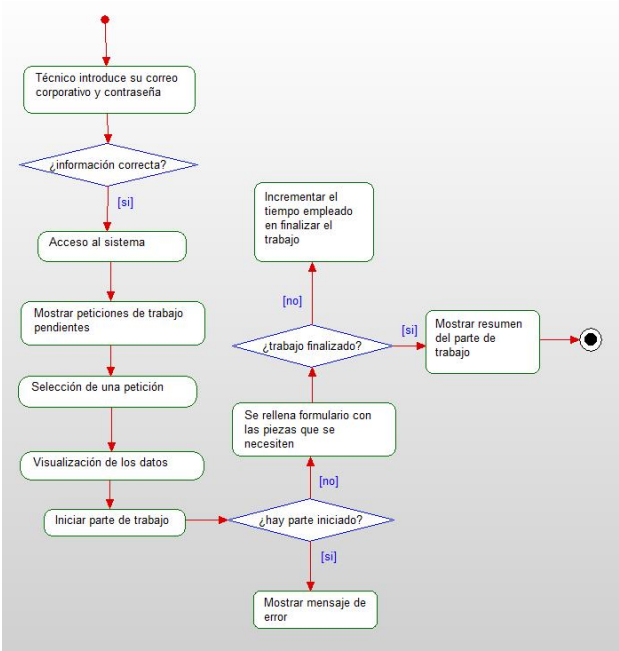 Técnico introduce su correo
corporativo y contraseña
¿información correcta?
[si]
Acceso al sistema
Mostrar peticiones de trabajo
pendientes
Selección de una petición
Visualización de los datos
Iniciar parte de trabajo
¿hay parte iniciado?
[si]
Mostrar mensaje de
error
[no]
Se rellena formulario con
las piezas que se
necesiten
¿trabajo finalizado?
[no]
Incrementar el
tiempo empleado
en finalizar el
trabajo
[si]
Mostrar resumen
del parte de
trabajo